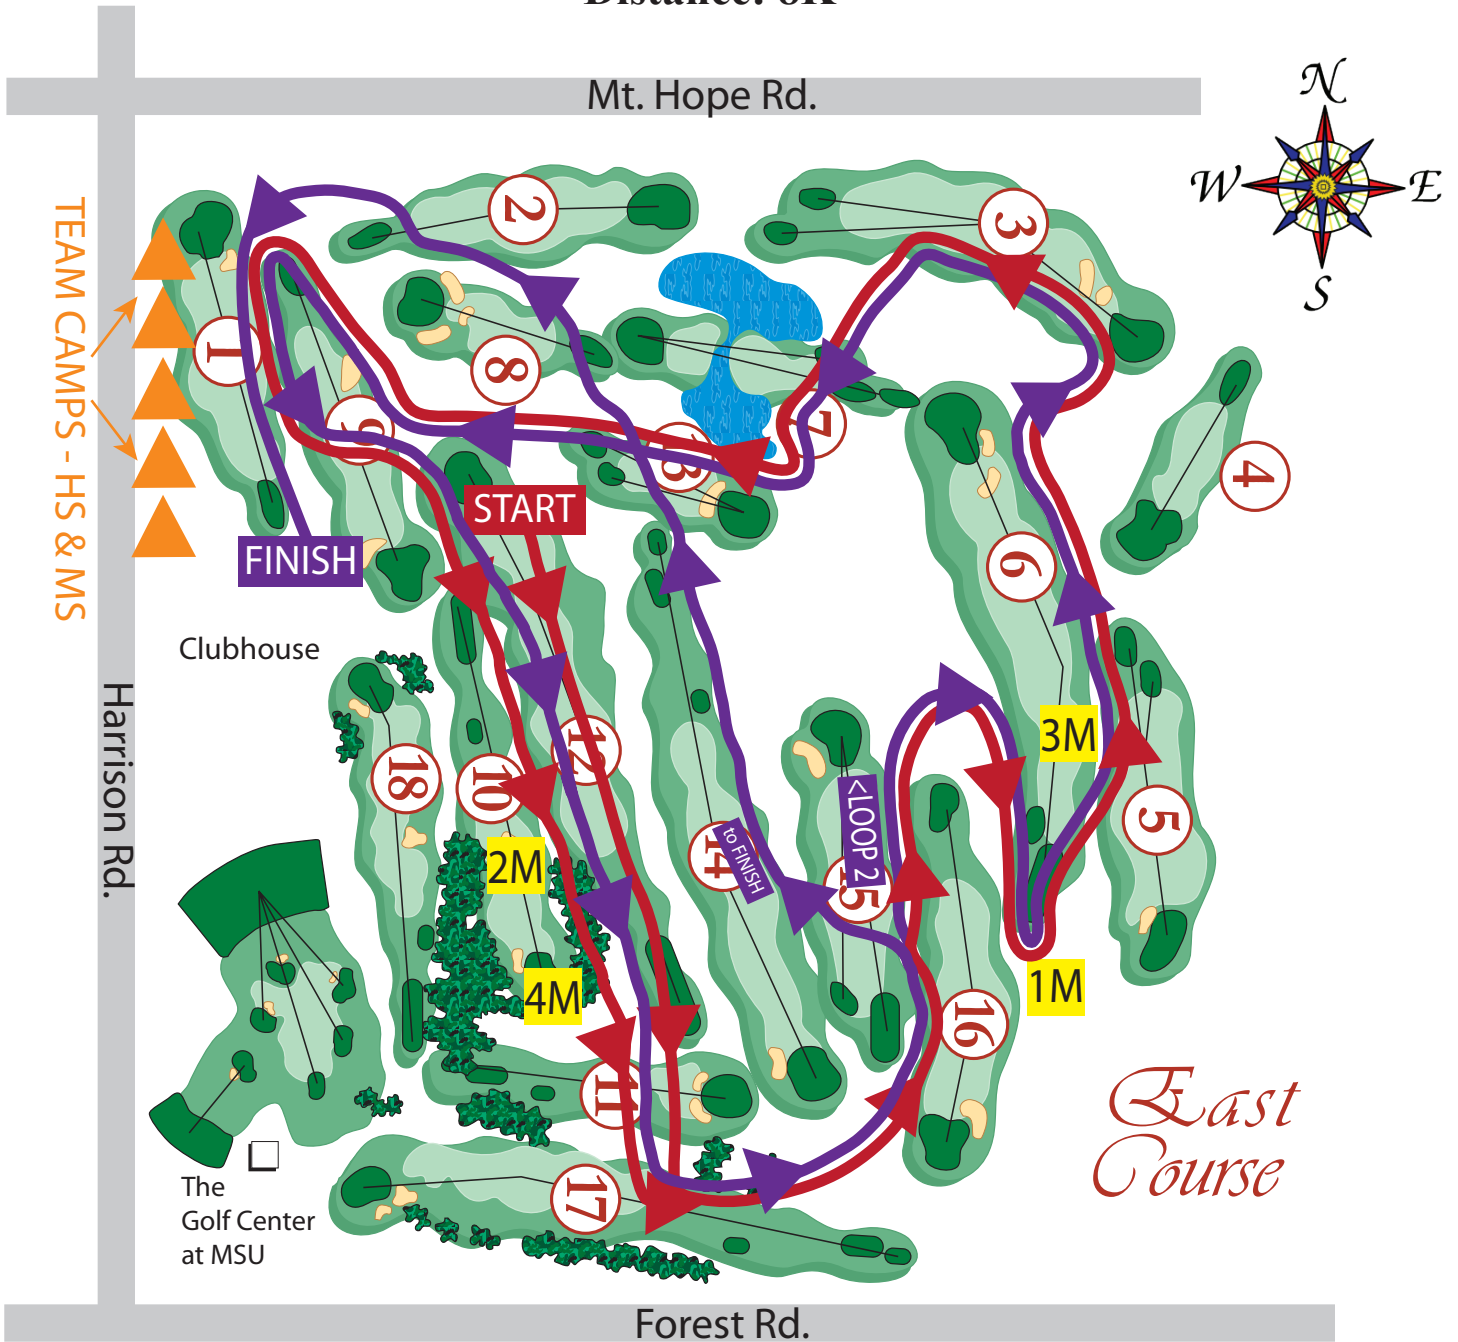 Distance: 8K
Mt. Hope Rd.
N
W
E
S
TEAM CAMPS - HS & MS
Harrison Rd.
1
2
3
4
5
6
7
8
9
13
START
FINISH
Clubhouse
3M
18
10
12
14
to FINISH
<LOOP 2
15
2M
4M
1M
16
11
17
East
Course
The
Golf Center
at MSU
Forest Rd.